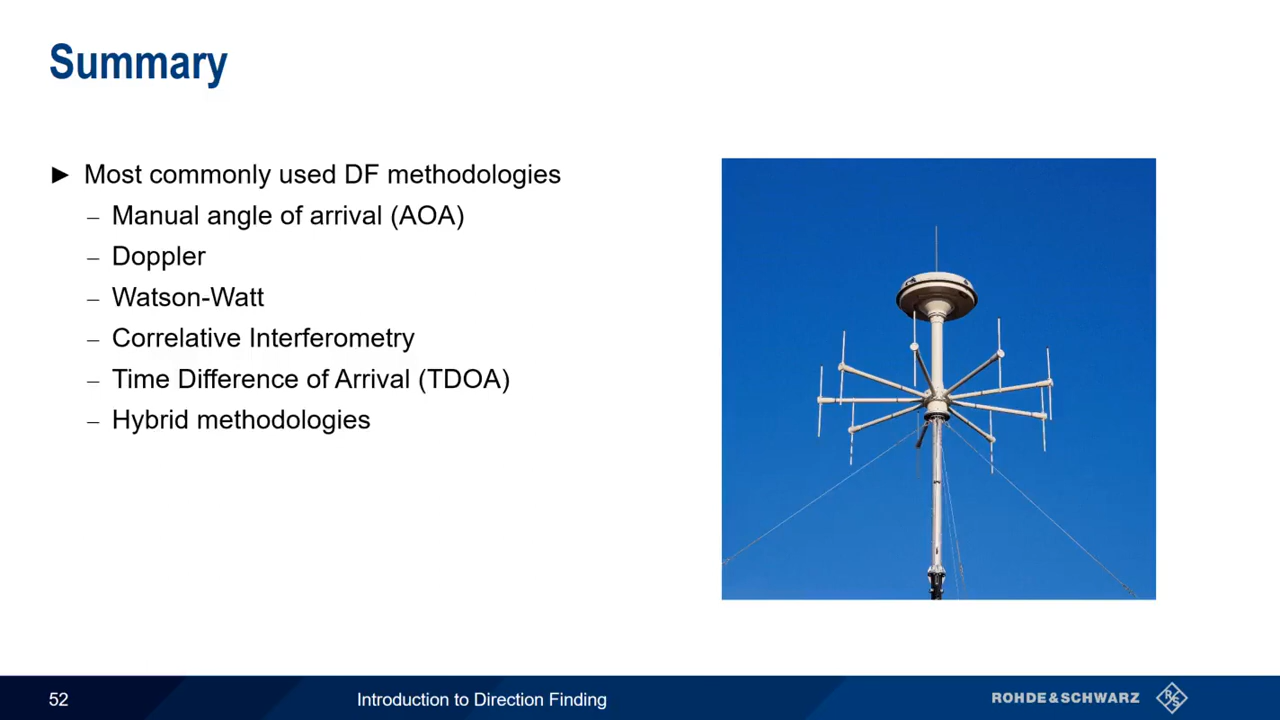 Summary
► Most commonly used DF methodologies
– Manual angle of arrival (AOA)
– Doppler
– Watson-Watt
– Correlative Interferometry
– Time Difference of Arrival (TDOA)
– Hybrid methodologies
52
Introduction to Direction Finding
ROHDE & SCHWARZ
R S